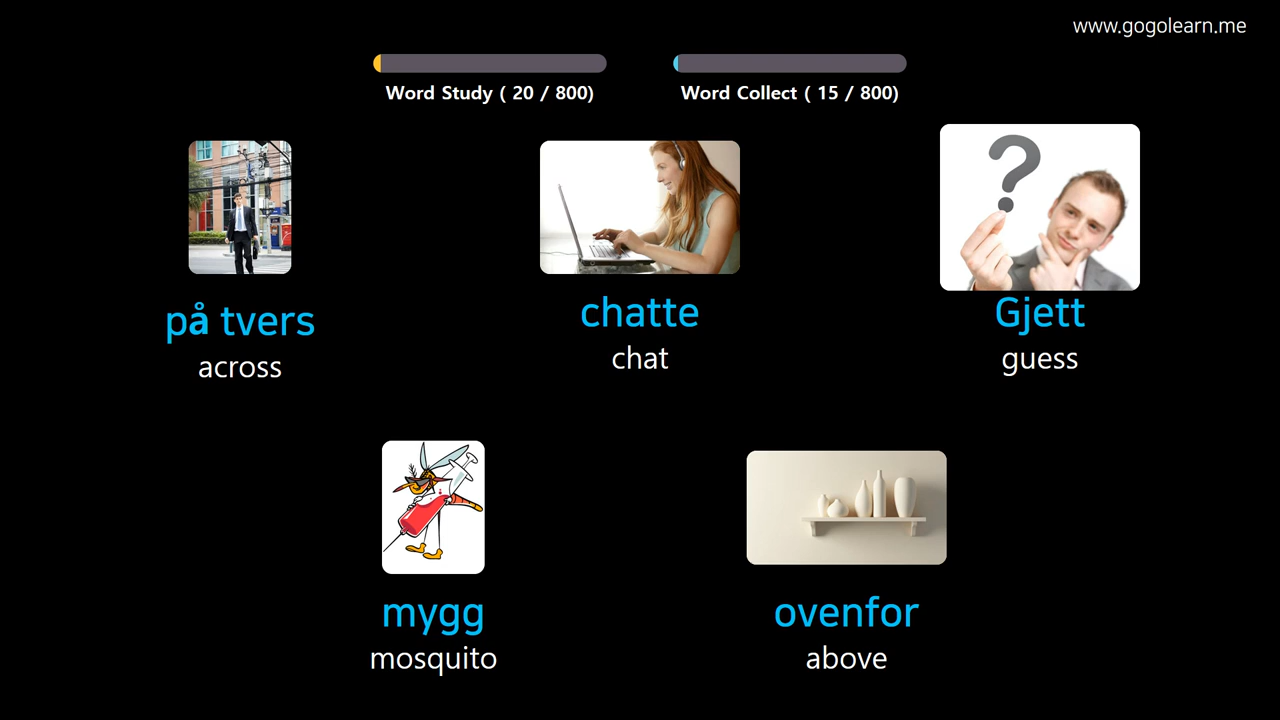 www.gogolearn.me
Word Study ( 20 / 800)
Word Collect ( 15 / 800)
på tvers
across
chatte
chat
Gjett
guess
mygg
mosquito
ovenfor
above